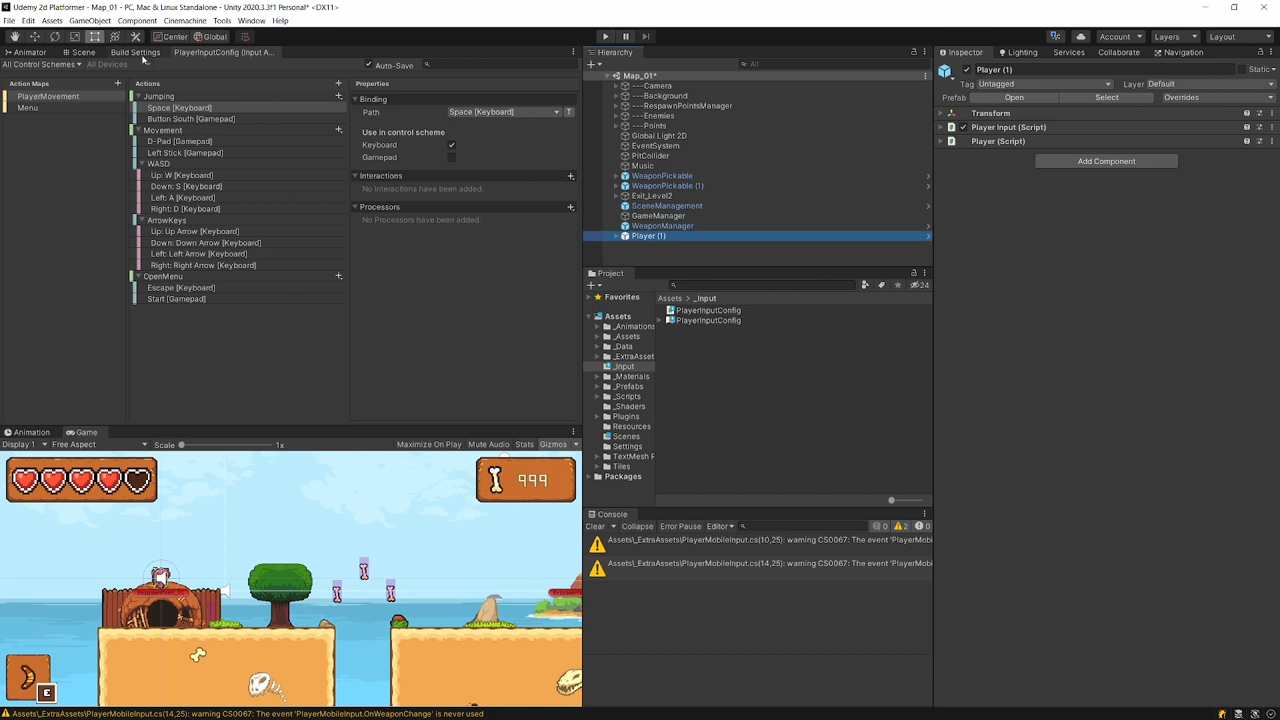 Udemy 2d Platformer - Map_01 - PC, Mac & Linux Standalone - Unity 2020.3.3f1 Personal* <DX11>
File Edit Assets GameObject Component Cinemachine Tools Window Help
Center Global Account Layers Layout
Animator Scene Build Settings PlayerInputConfig (Input A...
All Control Schemes All Devices Auto-Save
Action Maps + Actions Properties
PlayerMovement
Menu
Jumping +
Space [Keyboard]
Button South [Gamepad]
Movement +
D-Pad [Gamepad]
Left Stick [Gamepad]
WASD
Up: W [Keyboard]
Down: S [Keyboard]
Left: A [Keyboard]
Right: D [Keyboard]
ArrowKeys
Up: Up Arrow [Keyboard]
Down: Down Arrow [Keyboard]
Left: Left Arrow [Keyboard]
Right: Right Arrow [Keyboard]
OpenMenu +
Escape [Keyboard]
Start [Gamepad]
Binding
Path Space [Keyboard] T
Use in control scheme
Keyboard
Gamepad
Interactions +
No Interactions have been added.
Processors +
No Processors have been added.
Hierarchy
+ All
Map_01*
---Camera
---Background
---RespawnPointsManager
---Enemies
---Points
Global Light 2D
EventSystem
PitCollider
Music
WeaponPickable
WeaponPickable (1)
Exit_Level2
SceneManagement
GameManager
WeaponManager
Player (1)
Project
+ 24
Favorites
Assets
_Animations
_Assets
_Data
_ExtraAsset
_Input
_Materials
_Prefabs
_Scripts
_Shaders
Plugins
Resources
Scenes
Settings
TextMesh P
Tiles
Packages
Assets > _Input
PlayerInputConfig
PlayerInputConfig
Inspector Lighting Services Collaborate Navigation
Player (1) Static
Tag Untagged Layer Default
Prefab Open Select Overrides
Transform
Player Input (Script)
Player (Script)
Add Component
Animation Game
Display 1 Free Aspect Scale 1x Maximize On Play Mute Audio Stats Gizmos
999
E
Console
Clear Collapse Error Pause Editor 0 2 0
Assets\_ExtraAssets\PlayerMobileInput.cs(10,25): warning CS0067: The event 'PlayerMobil
Assets\_ExtraAssets\PlayerMobileInput.cs(14,25): warning CS0067: The event 'PlayerMobil
Assets\_ExtraAssets\PlayerMobileInput.cs(14,25): warning CS0067: The event 'PlayerMobileInput.OnWeaponChange' is never used